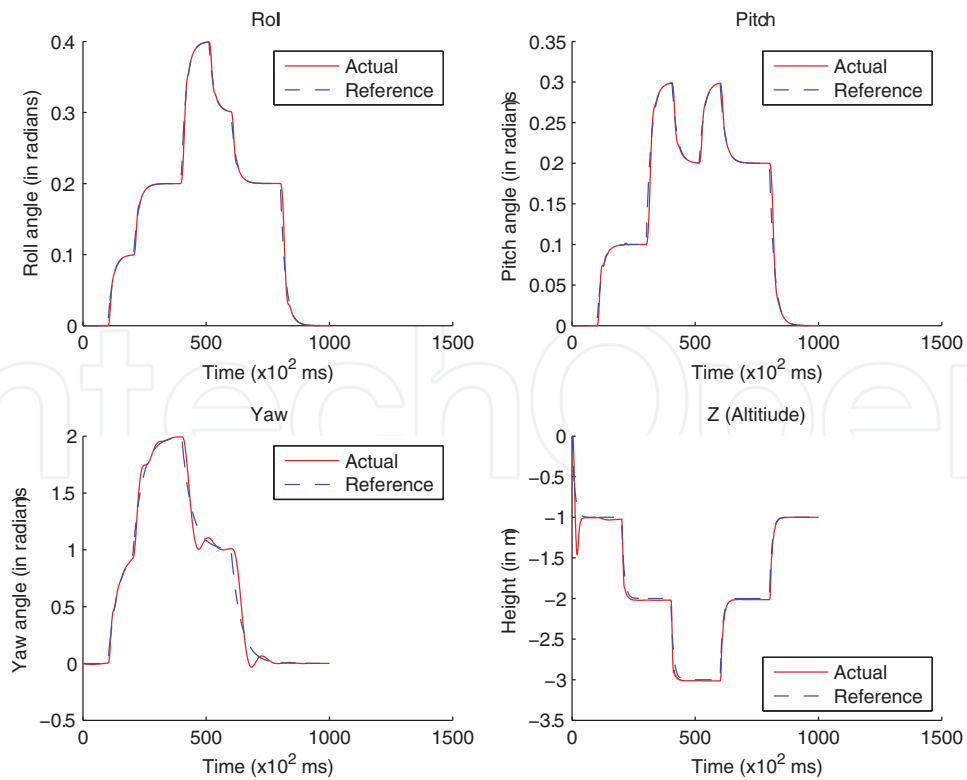 Roll
0.4
0.3
0.2
0.1
0
Roll angle (in radians)
Actual
Reference
0 500 1000 1500
Time (x10² ms)
Pitch
0.35
0.3
0.25
0.2
0.15
0.1
0.05
0
Pitch angle (in radians)
Actual
Reference
0 500 1000 1500
Time (x10² ms)
Yaw
2
1.5
1
0.5
0
−0.5
Yaw angle (in radians)
Actual
Reference
0 500 1000 1500
Time (x10² ms)
Z (Altitiude)
0
−0.5
−1
−1.5
−2
−2.5
−3
−3.5
Height (in m)
Actual
Reference
0 500 1000 1500
Time (x10² ms)
ntechOpen